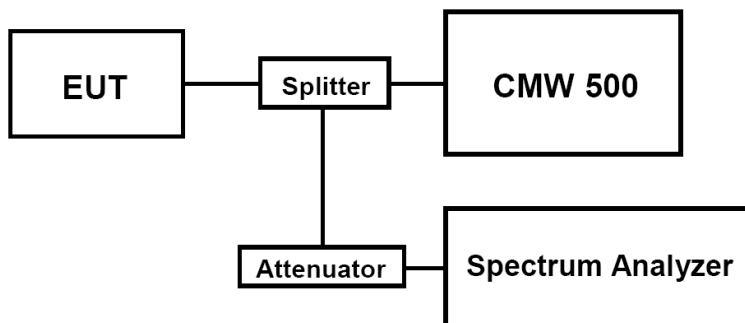 EUT
Splitter
CMW 500
Attenuator
Spectrum Analyzer